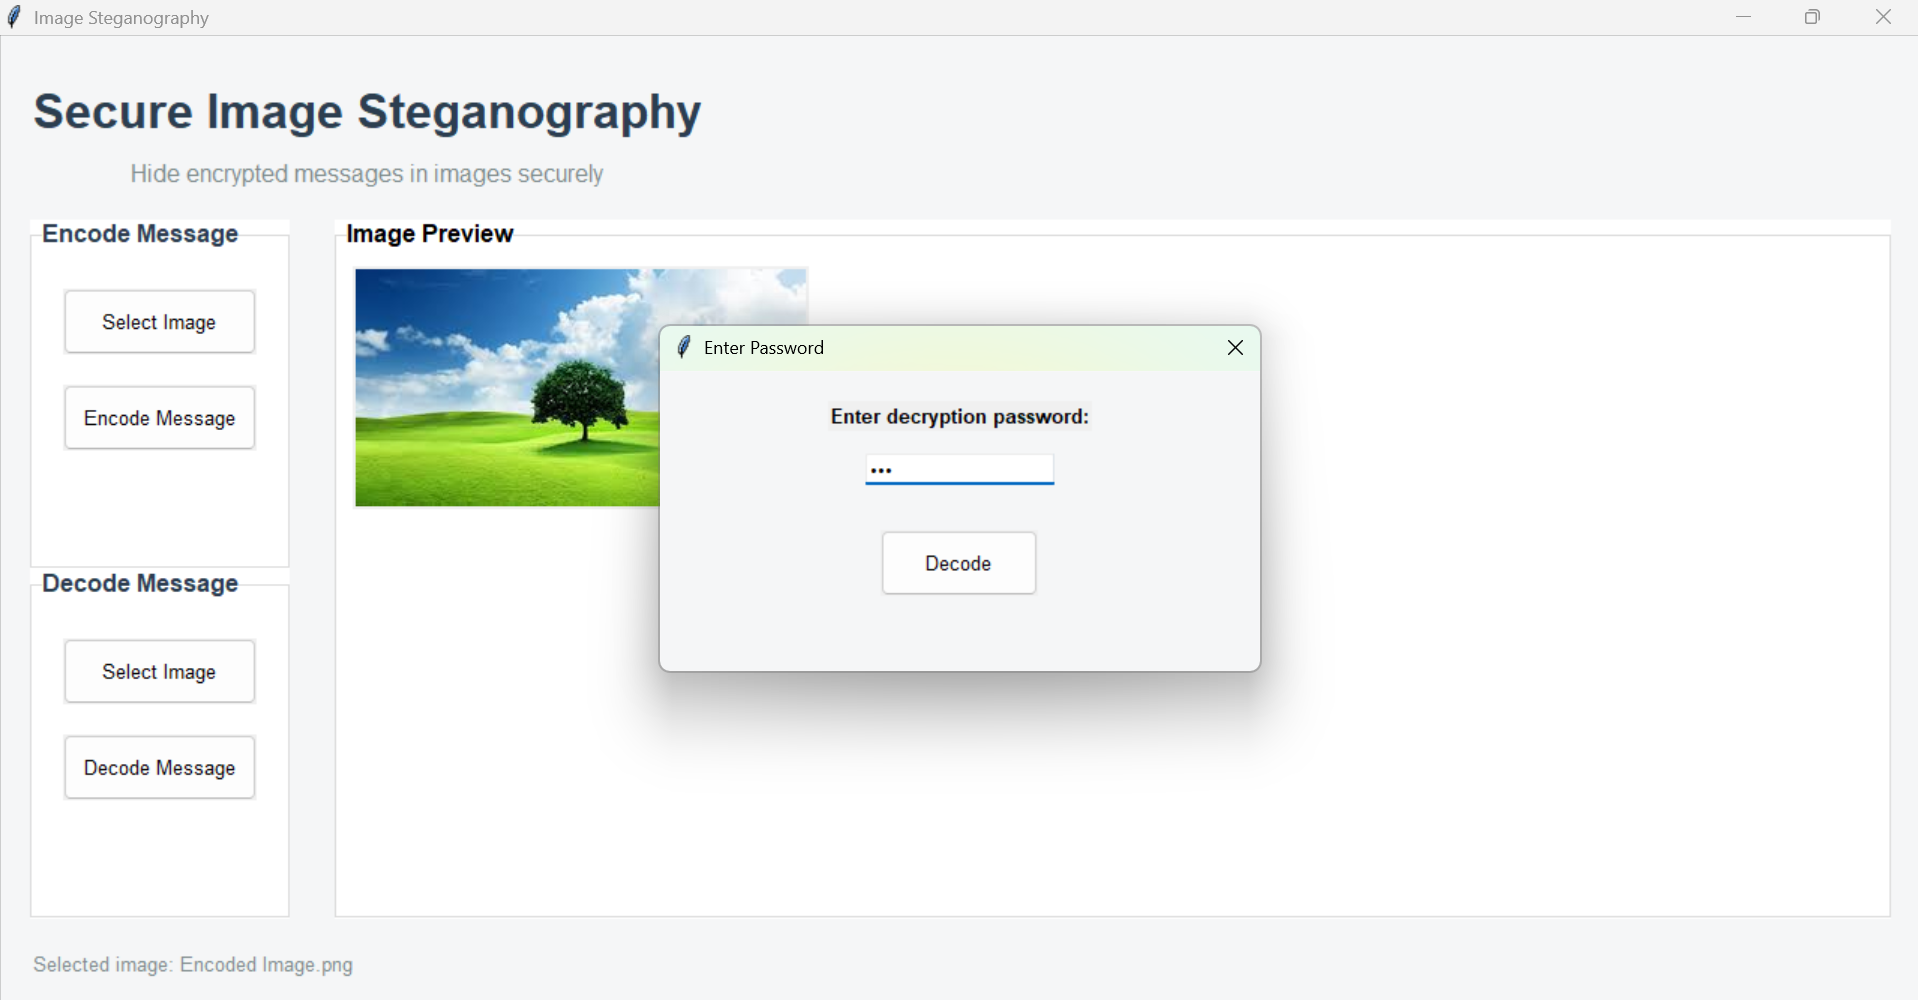 Image Steganography
Secure Image Steganography
Hide encrypted messages in images securely
Encode Message
Select Image
Encode Message
Decode Message
Select Image
Decode Message
Image Preview
Enter Password
Enter decryption password:
•••
Decode
Selected image: Encoded Image.png